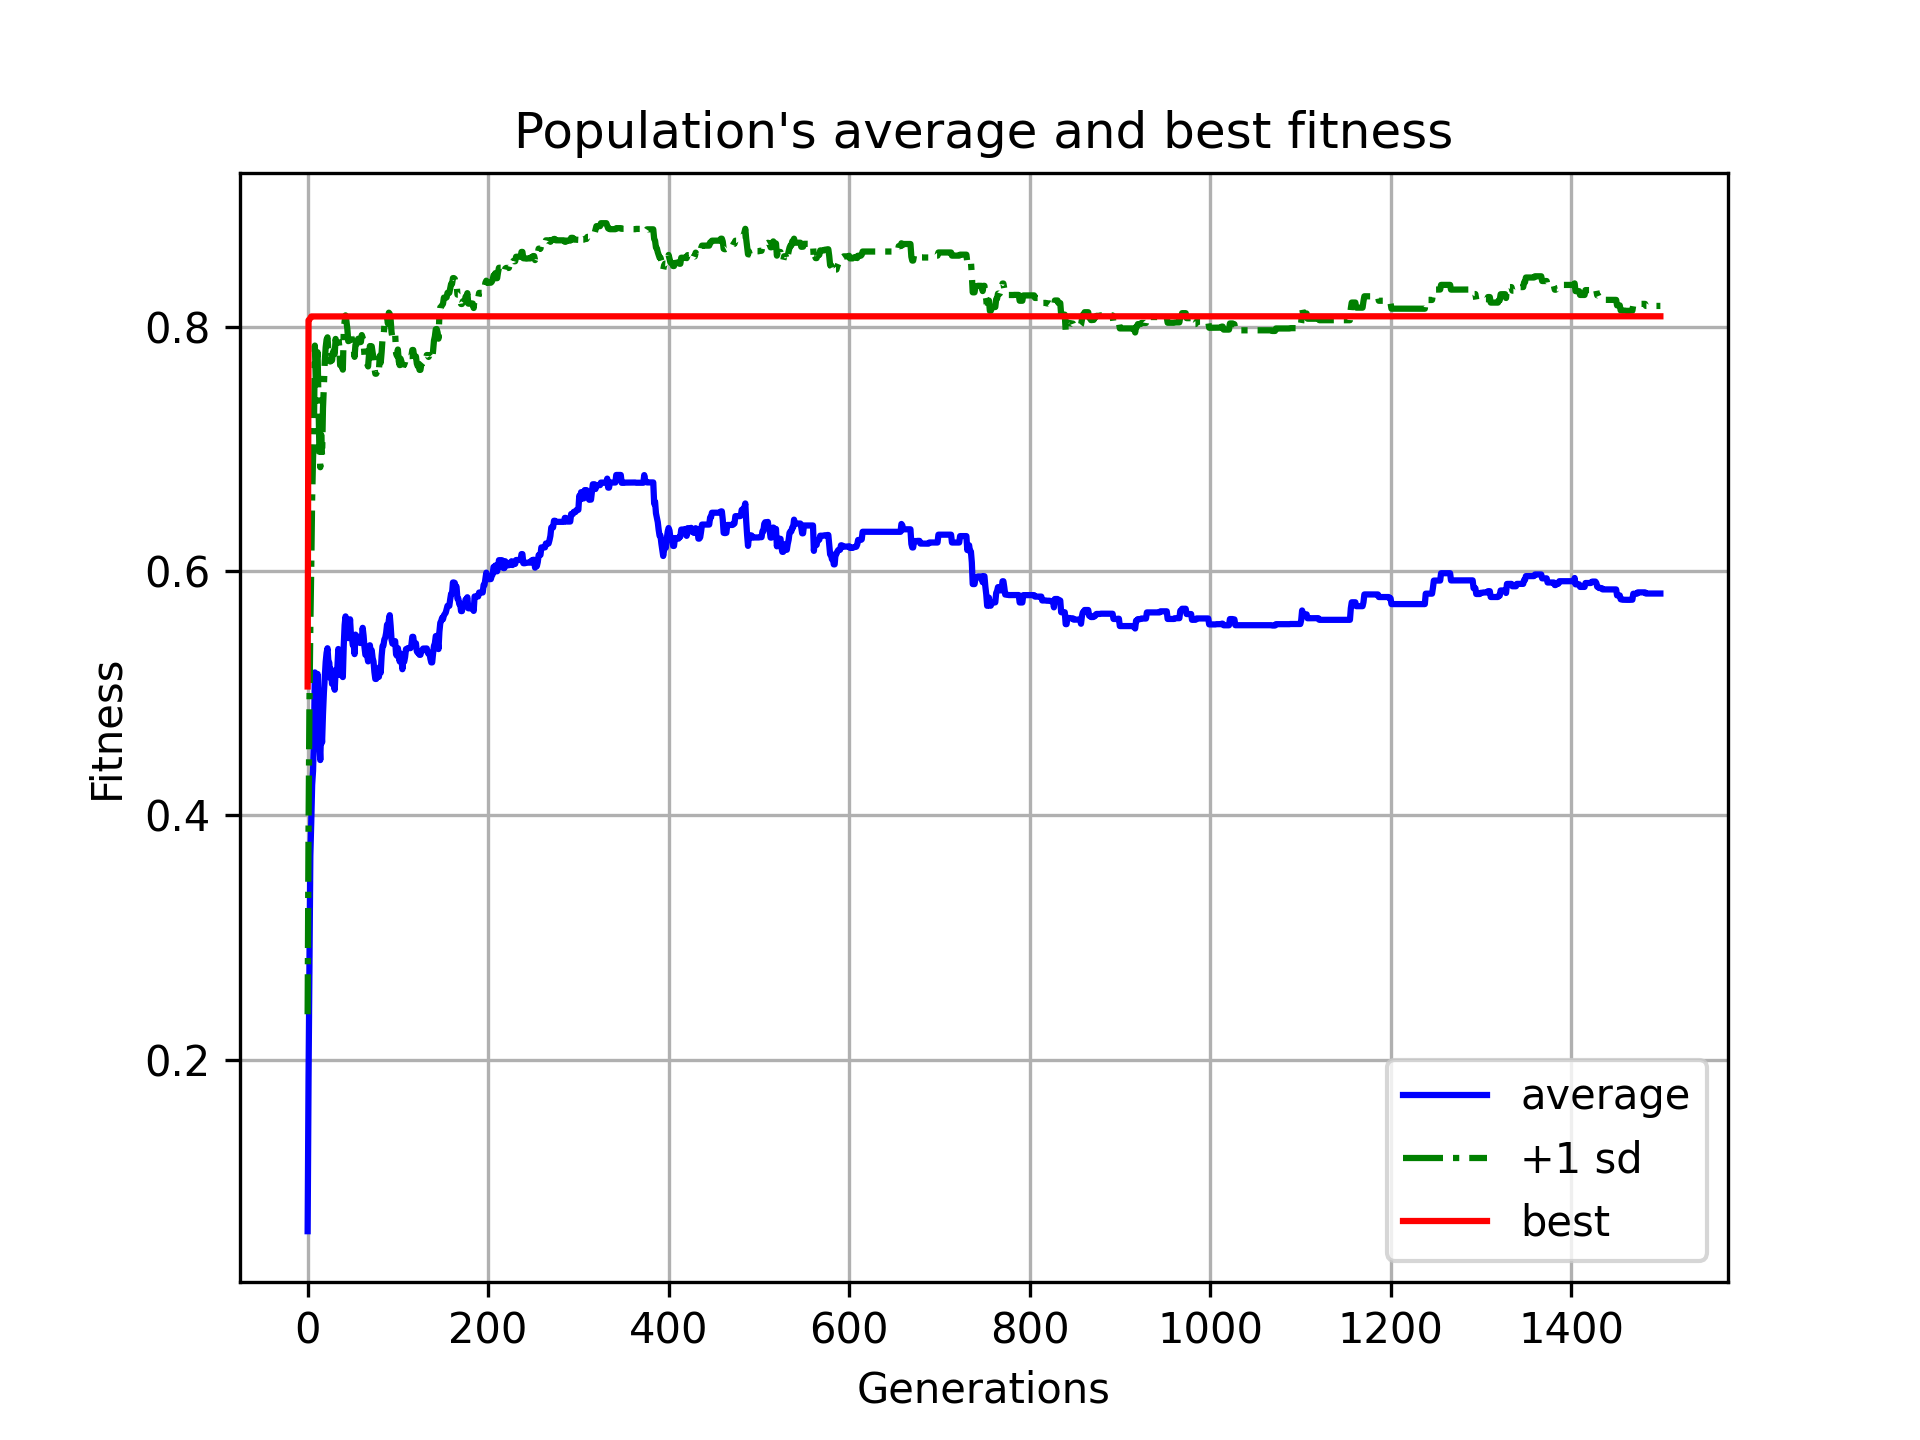 Population's average and best fitness
Fitness
0.8
0.6
0.4
0.2
0 200 400 600 800 1000 1200 1400
Generations
average
+1 sd
best